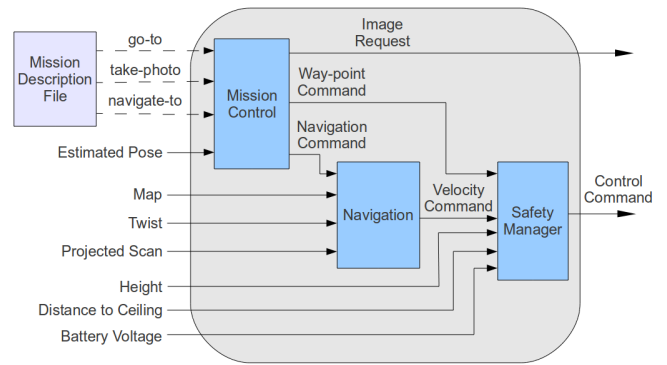 Mission
Description
File
go-to
take-photo
navigate-to
Estimated Pose
Map
Twist
Projected Scan
Height
Distance to Ceiling
Battery Voltage
Mission
Control
Image
Request
Way-point
Command
Navigation
Command
Navigation
Velocity
Command
Safety
Manager
Control
Command